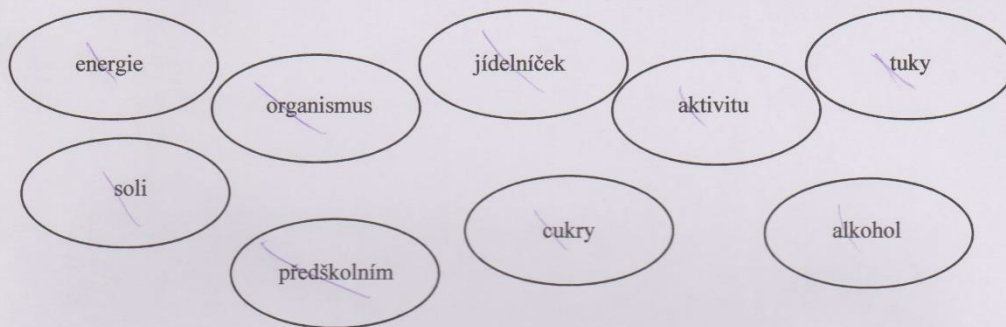 energie
organismus
jídelníček
aktivitu
tuky
soli
předškolním
cukry
alkohol